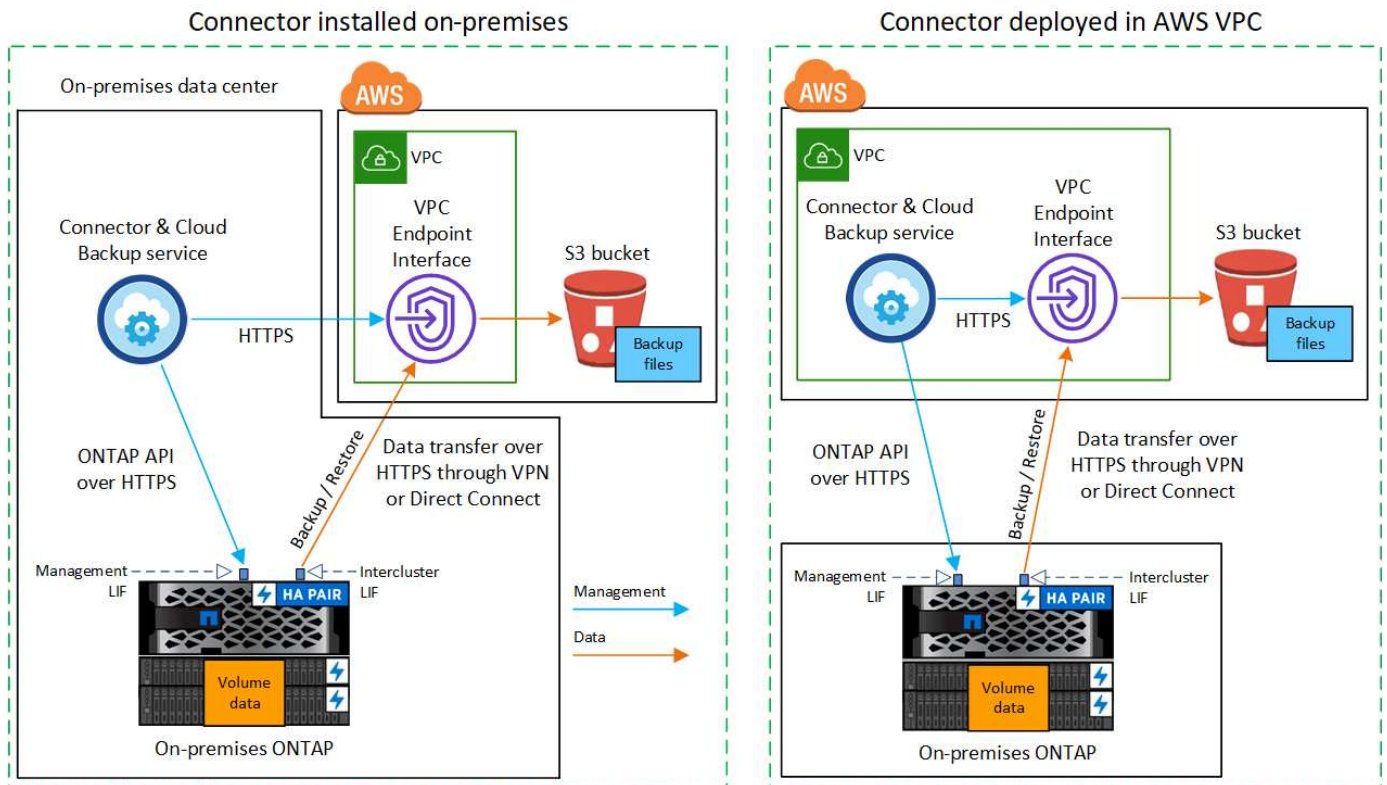 Connector installed on-premises
On-premises data center
AWS
VPC
VPC
Endpoint
Interface
Connector & Cloud
Backup service
S3 bucket
HTTPS
Backup
files
ONTAP API
over HTTPS
Backup / Restore
Data transfer over
HTTPS through VPN
or Direct Connect
Management
LIF
Intercluster
LIF
HA PAIR
Volume
data
On-premises ONTAP
Management
Data
Connector deployed in AWS VPC
AWS
VPC
Connector & Cloud
Backup service
VPC
Endpoint
Interface
S3 bucket
HTTPS
Backup
files
ONTAP API
over HTTPS
Backup / Restore
Data transfer over
HTTPS through VPN
or Direct Connect
Management
LIF
Intercluster
LIF
HA PAIR
Volume
data
On-premises ONTAP